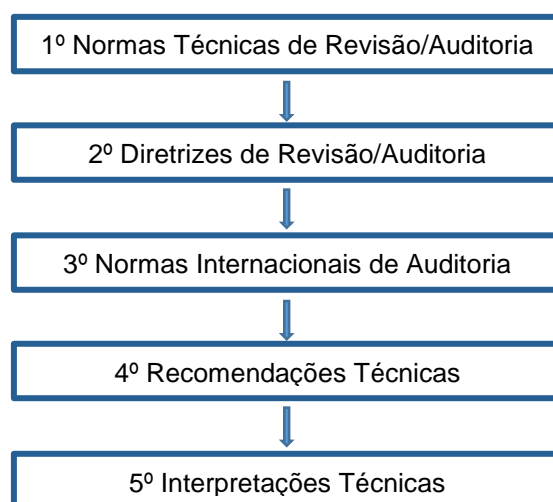 1º Normas Técnicas de Revisão/Auditoria
2º Diretrizes de Revisão/Auditoria
3º Normas Internacionais de Auditoria
4º Recomendações Técnicas
5º Interpretações Técnicas